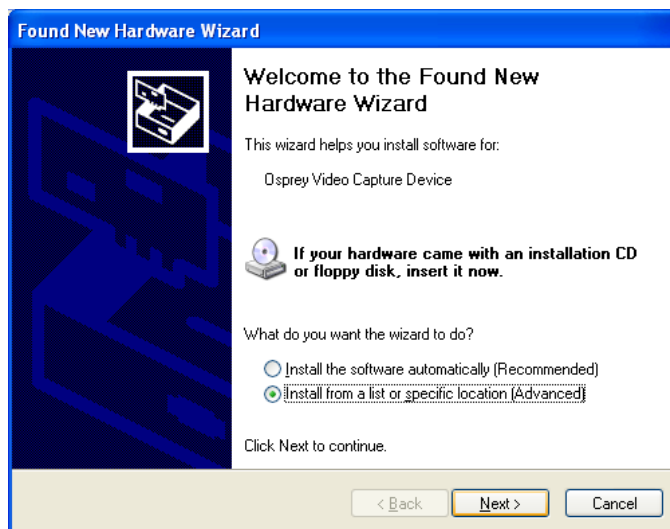 Found New Hardware Wizard
Welcome to the Found New
Hardware Wizard
This wizard helps you install software for:
Osprey Video Capture Device
If your hardware came with an installation CD
or floppy disk, insert it now.
What do you want the wizard to do?
Install the software automatically (Recommended)
Install from a list or specific location (Advanced)
Click Next to continue.
< Back Next > Cancel